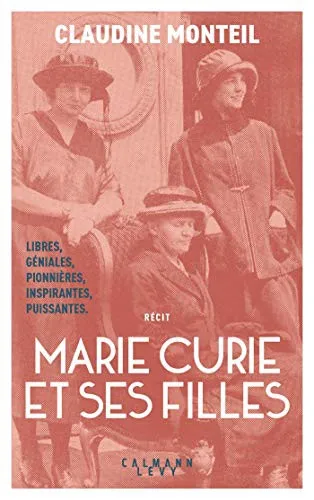 CLAUDINE MONTEIL
LIBRES,
GÉNIALES,
PIONNIÈRES,
INSPIRANTES,
PUISSANTES.
RÉCIT
MARIE CURIE
ET SES FILLES
CALMANN
LEVY